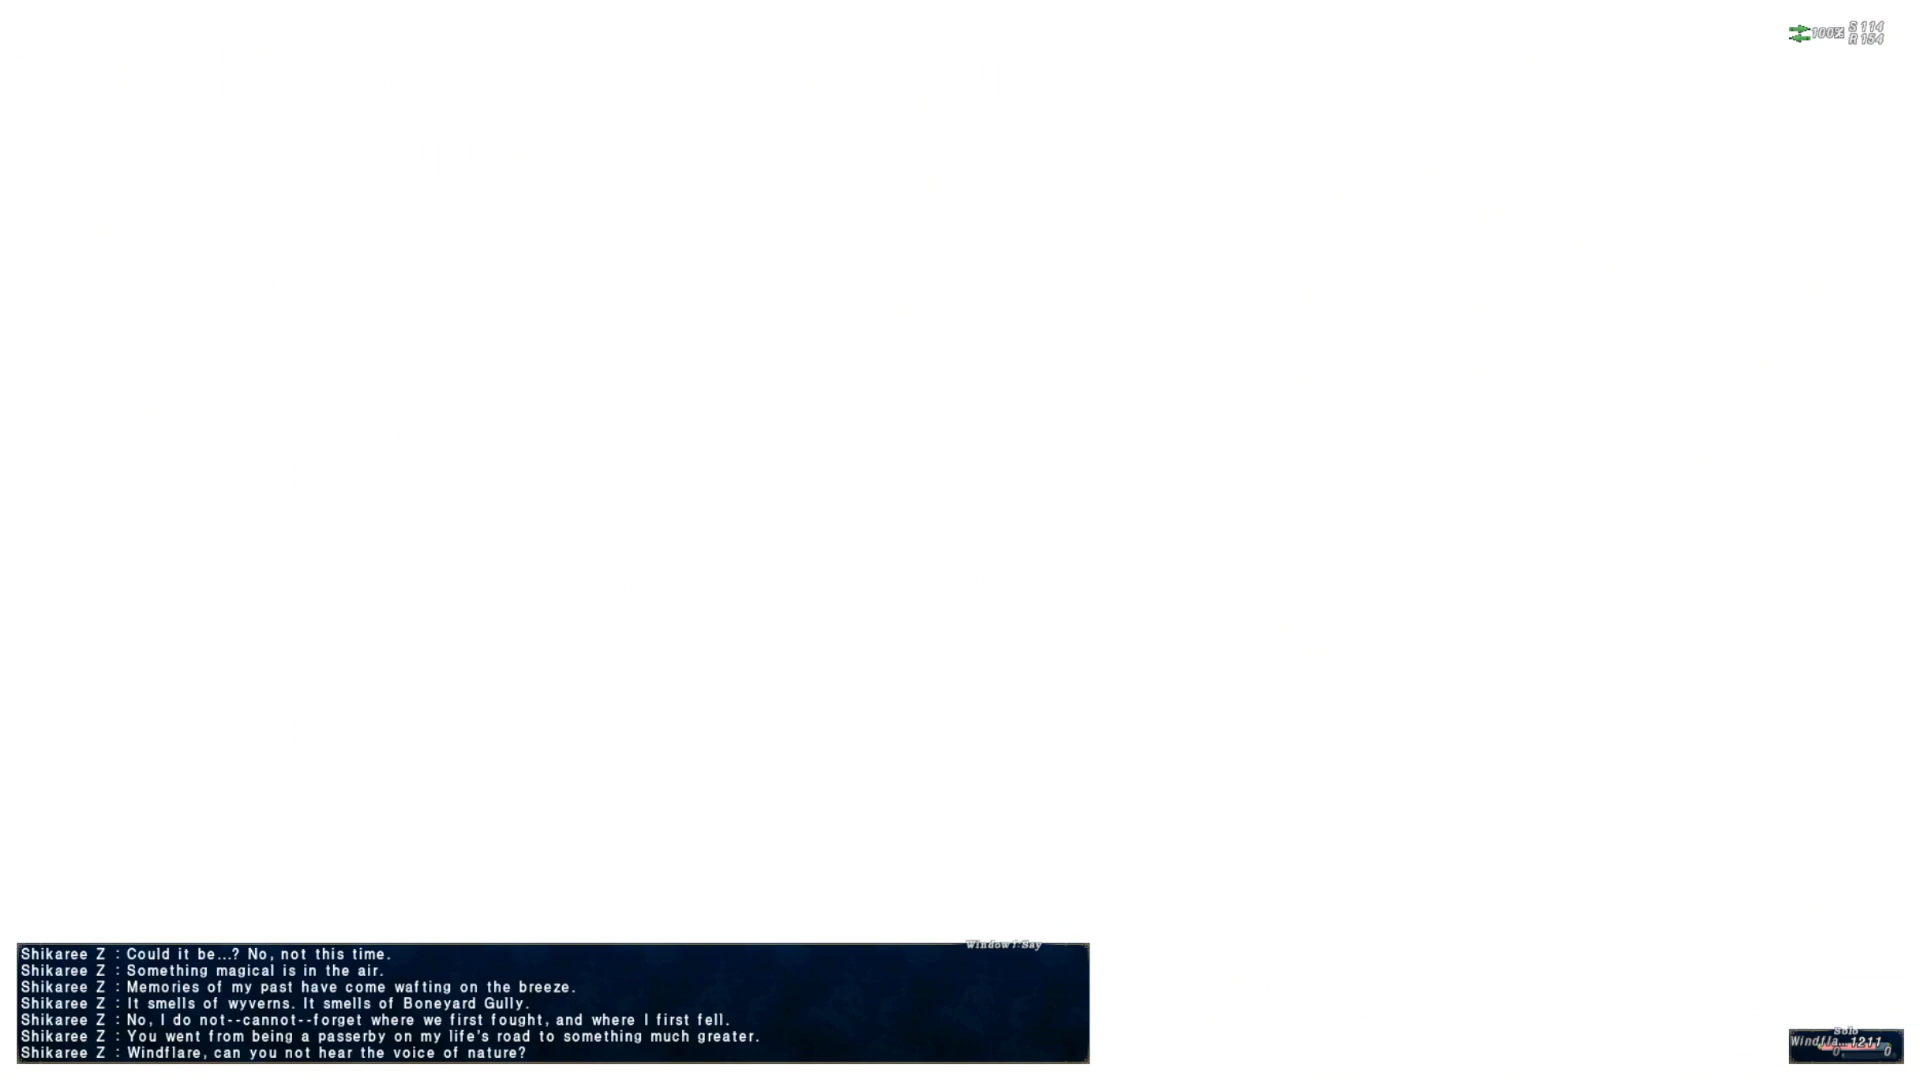 100% S 114
R 154
Window1:Say
Shikaree Z : Could it be...? No, not this time.
Shikaree Z : Something magical is in the air.
Shikaree Z : Memories of my past have come wafting on the breeze.
Shikaree Z : It smells of wyverns. It smells of Boneyard Gully.
Shikaree Z : No, I do not--cannot--forget where we first fought, and where I first fell.
Shikaree Z : You went from being a passerby on my life's road to something much greater.
Shikaree Z : Windflare, can you not hear the voice of nature?
Solo
Windfla... 1211
0 0